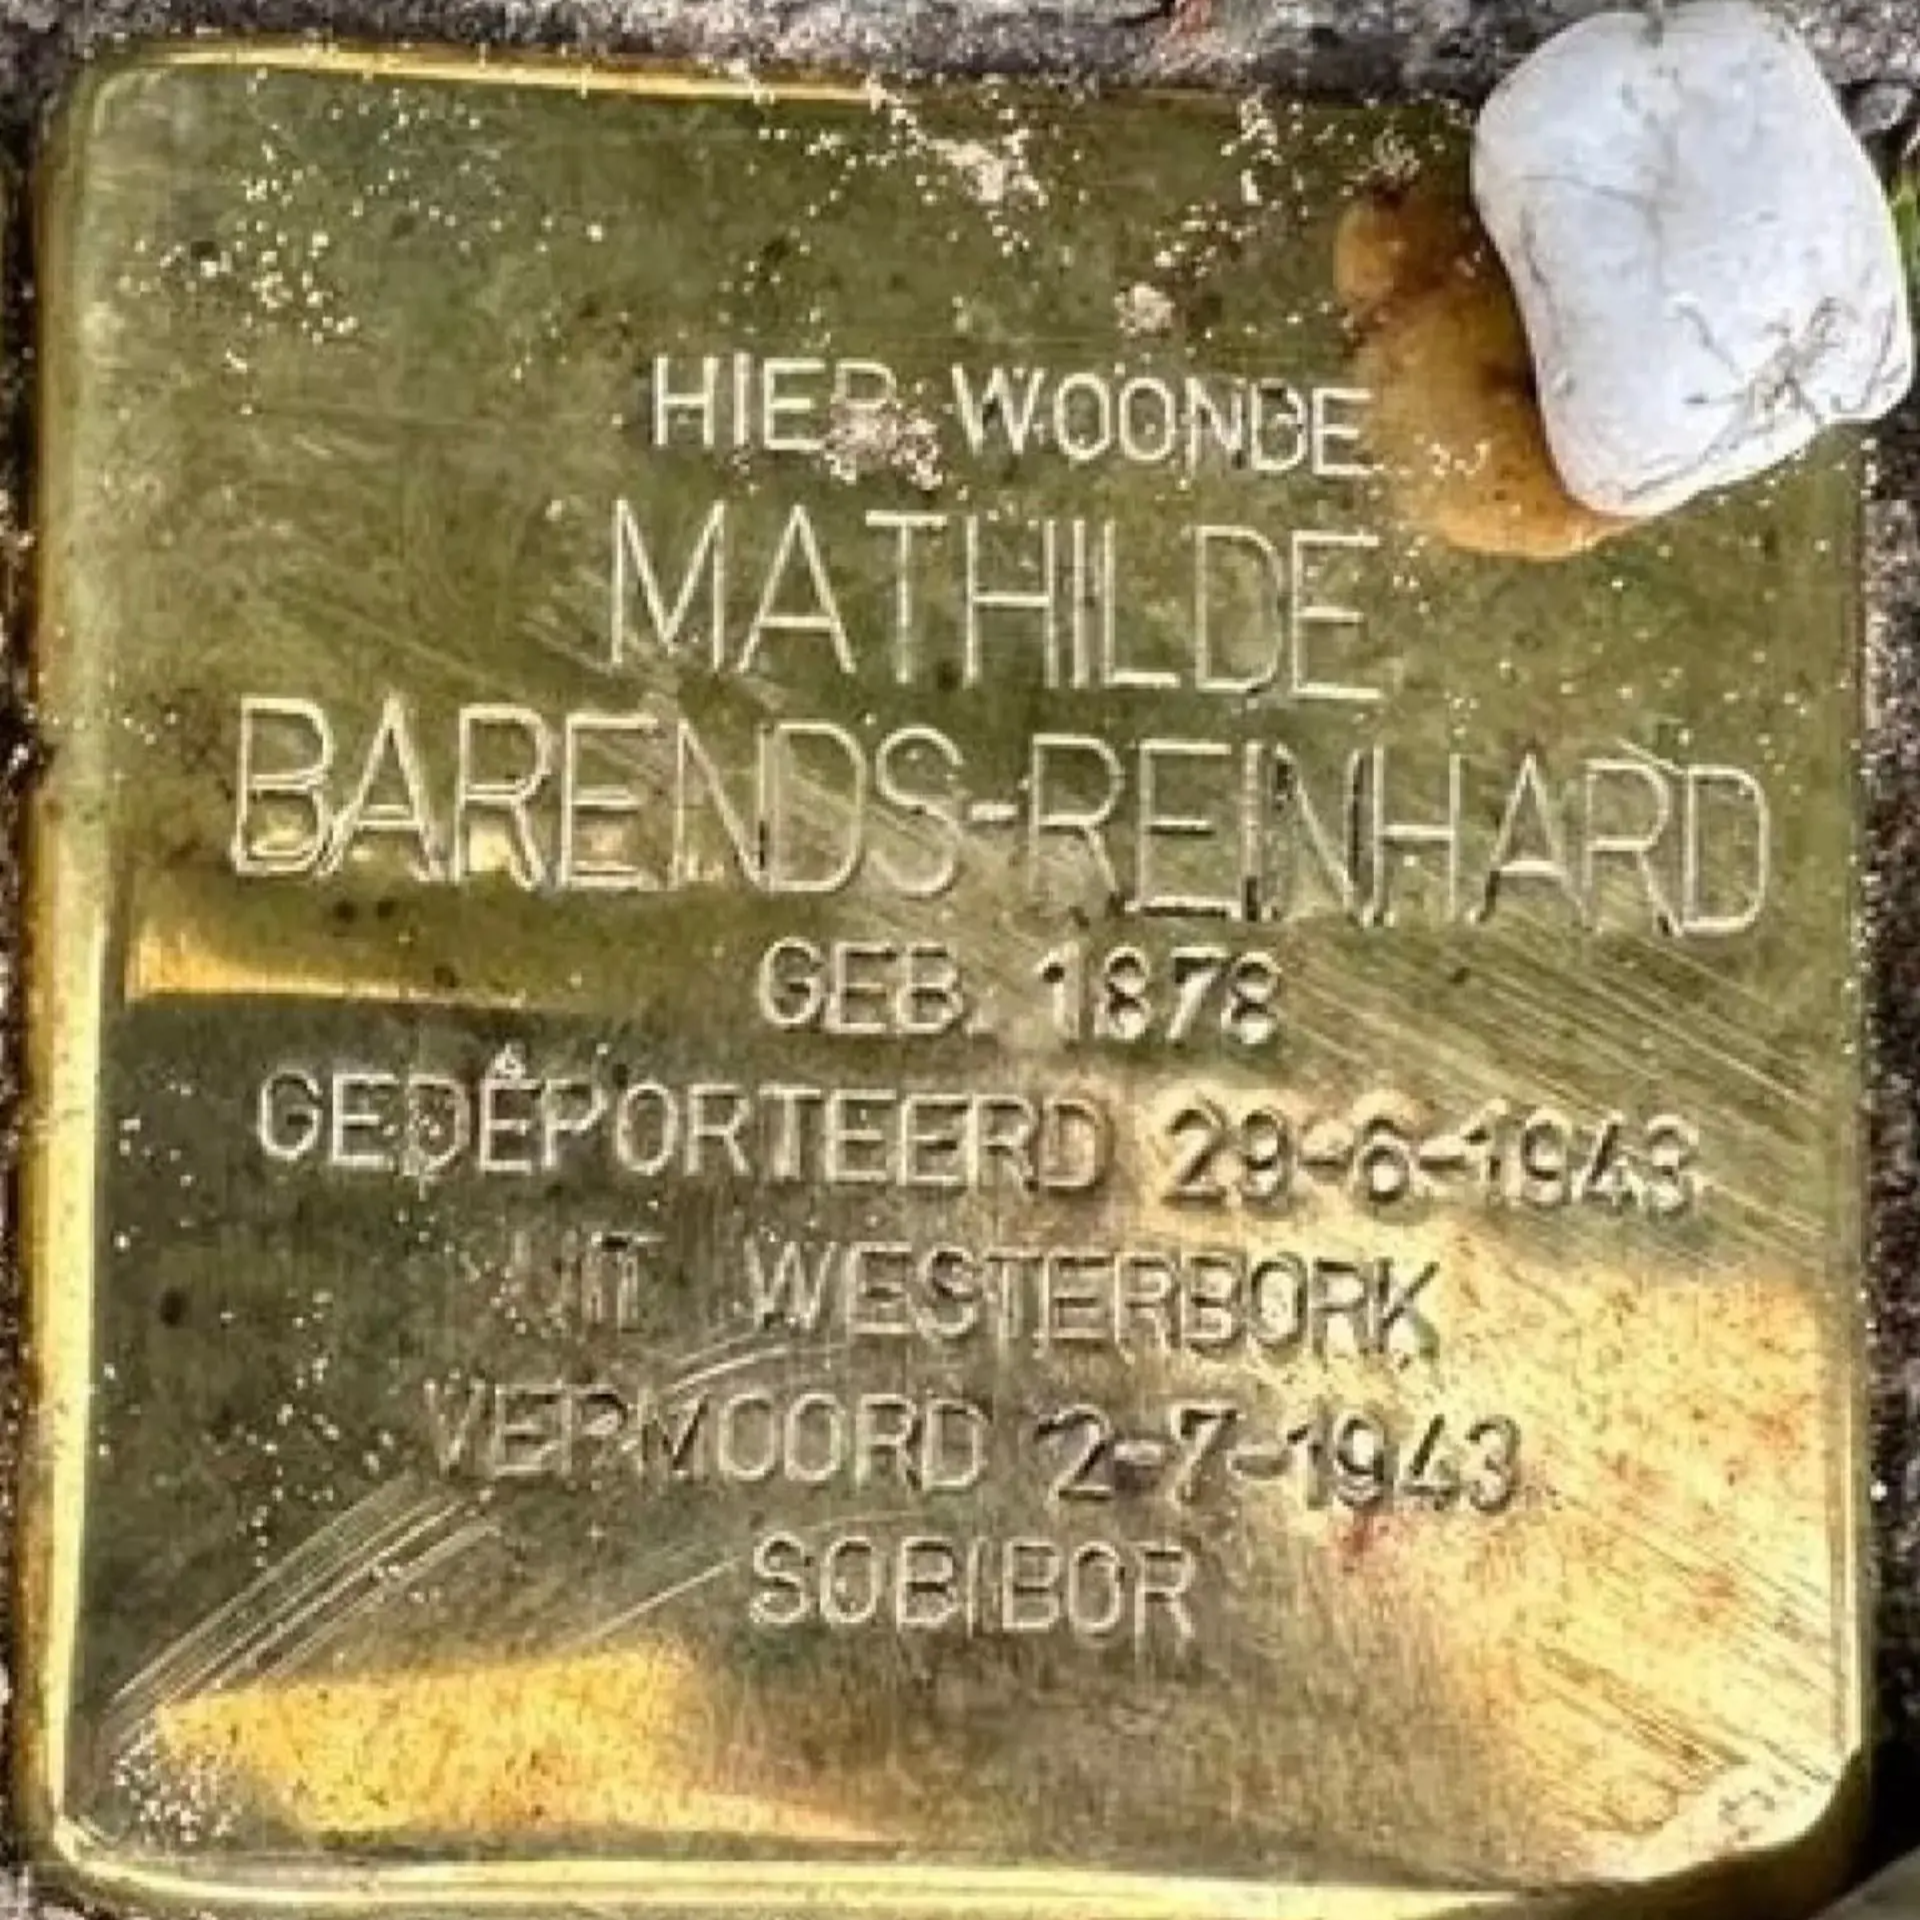 HIER WOONDE
MATHILDE
BARENDS-REINHARD
GEB. 1878
GEDEPORTEERD 29-6-1943
UIT WESTERBORK
VERMOORD 2-7-1943
SOBIBOR